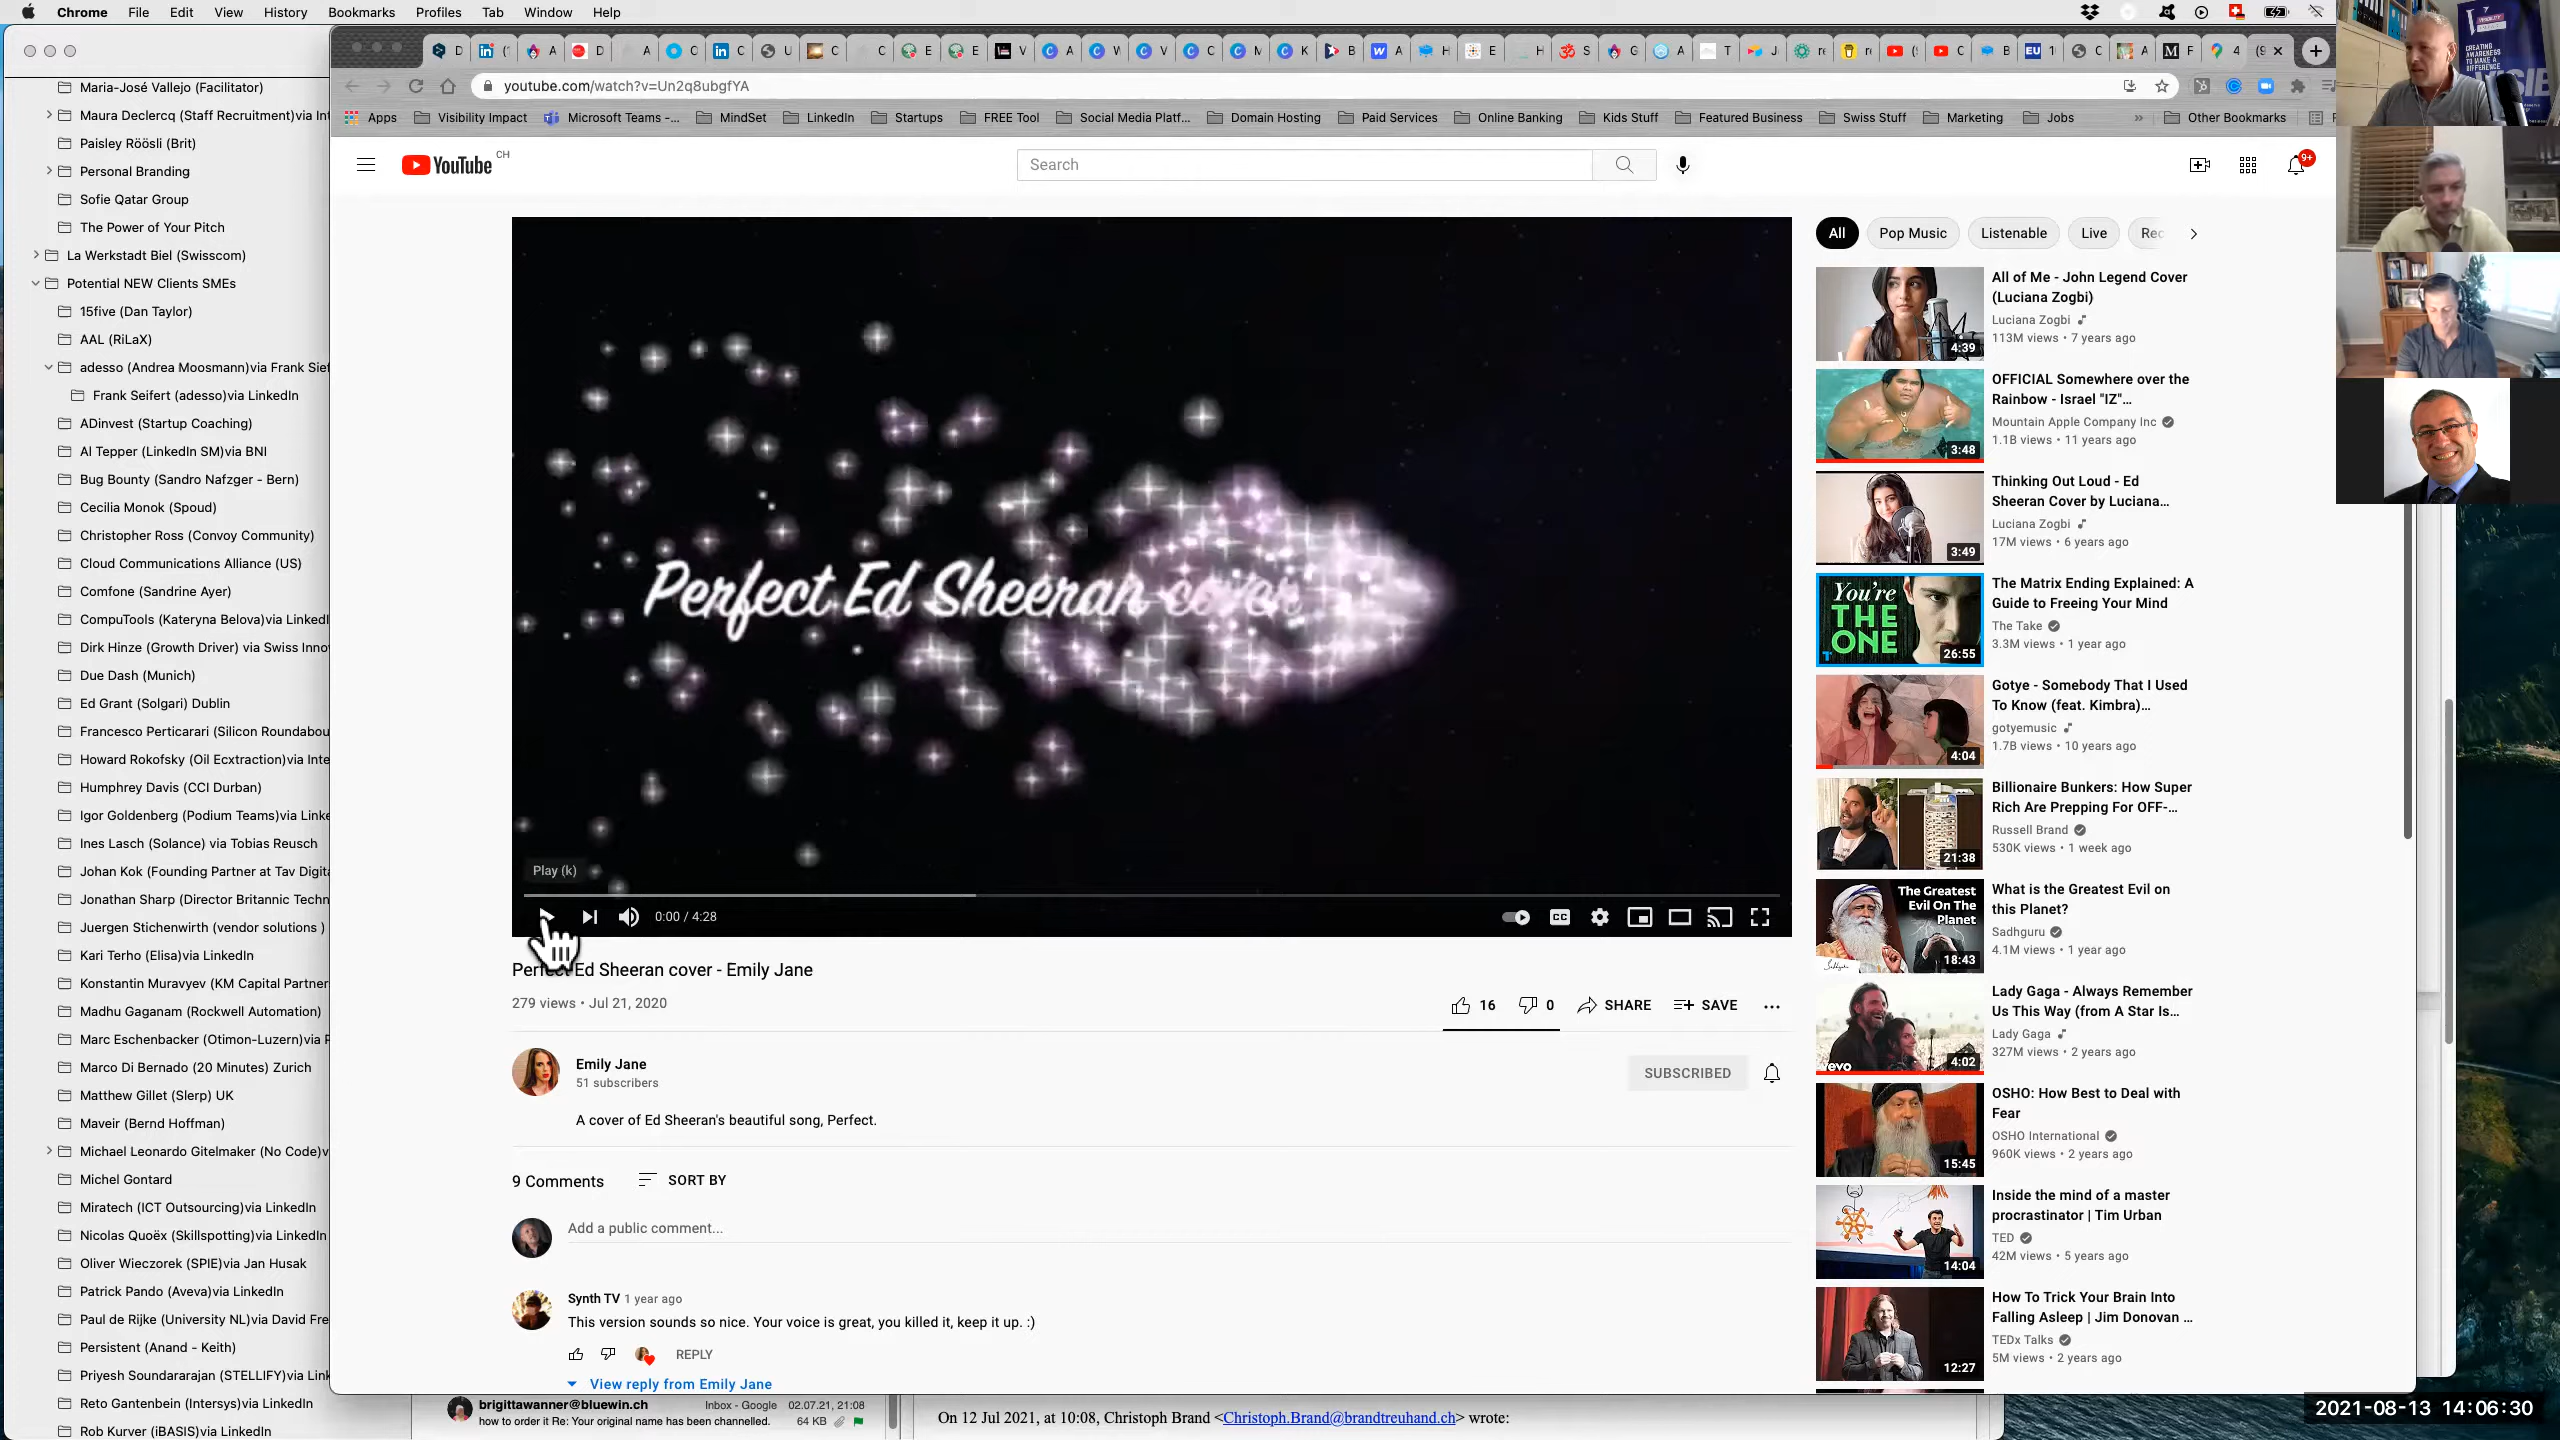 Chrome File Edit View History Bookmarks Profiles Tab Window Help
youtube.com/watch?v=Un2q8ubgfYA
Apps Visibility Impact Microsoft Teams -... MindSet LinkedIn Startups FREE Tool Social Media Platf... Domain Hosting Paid Services Online Banking Kids Stuff Featured Business Swiss Stuff Marketing Jobs » Other Bookmarks
Maria-José Vallejo (Facilitator)
Maura Declercq (Staff Recruitment)via Int
Paisley Röösli (Brit)
Personal Branding
Sofie Qatar Group
The Power of Your Pitch
La Werkstadt Biel (Swisscom)
Potential NEW Clients SMEs
15five (Dan Taylor)
AAL (RiLaX)
adesso (Andrea Moosmann)via Frank Sief
Frank Seifert (adesso)via LinkedIn
ADinvest (Startup Coaching)
Al Tepper (LinkedIn SM)via BNI
Bug Bounty (Sandro Nafzger - Bern)
Cecilia Monok (Spoud)
Christopher Ross (Convoy Community)
Cloud Communications Alliance (US)
Comfone (Sandrine Ayer)
CompuTools (Kateryna Belova)via LinkedI
Dirk Hinze (Growth Driver) via Swiss Inno
Due Dash (Munich)
Ed Grant (Solgari) Dublin
Francesco Perticarari (Silicon Roundabou
Howard Rokofsky (Oil Ecxtraction)via Inte
Humphrey Davis (CCI Durban)
Igor Goldenberg (Podium Teams)via Linke
Ines Lasch (Solance) via Tobias Reusch
Johan Kok (Founding Partner at Tav Digita
Jonathan Sharp (Director Britannic Techn
Juergen Stichenwirth (vendor solutions )
Kari Terho (Elisa)via LinkedIn
Konstantin Muravyev (KM Capital Partner
Madhu Gaganam (Rockwell Automation)
Marc Eschenbacker (Otimon-Luzern)via F
Marco Di Bernado (20 Minutes) Zurich
Matthew Gillet (Slerp) UK
Maveir (Bernd Hoffman)
Michael Leonardo Gitelmaker (No Code)v
Michel Gontard
Miratech (ICT Outsourcing)via LinkedIn
Nicolas Quoëx (Skillspotting)via LinkedIn
Oliver Wieczorek (SPIE)via Jan Husak
Patrick Pando (Aveva)via LinkedIn
Paul de Rijke (University NL)via David Fre
Persistent (Anand - Keith)
Priyesh Soundararajan (STELLIFY)via Link
Reto Gantenbein (Intersys)via LinkedIn
Rob Kurver (iBASIS)via LinkedIn
YouTube CH
Search
9+
Perfect Ed Sheeran cover
Play (k)
0:00 / 4:28
CC
Perfect Ed Sheeran cover - Emily Jane
279 views • Jul 21, 2020
16 0 SHARE SAVE
Emily Jane
51 subscribers
SUBSCRIBED
A cover of Ed Sheeran's beautiful song, Perfect.
9 Comments SORT BY
Add a public comment...
Synth TV 1 year ago
This version sounds so nice. Your voice is great, you killed it, keep it up. :)
REPLY
View reply from Emily Jane
All Pop Music Listenable Live Rec
All of Me - John Legend Cover
(Luciana Zogbi)
Luciana Zogbi
113M views • 7 years ago
4:39
OFFICIAL Somewhere over the
Rainbow - Israel "IZ"...
Mountain Apple Company Inc
1.1B views • 11 years ago
3:48
Thinking Out Loud - Ed
Sheeran Cover by Luciana...
Luciana Zogbi
17M views • 6 years ago
3:49
You're
THE
ONE
26:55
The Matrix Ending Explained: A
Guide to Freeing Your Mind
The Take
3.3M views • 1 year ago
Gotye - Somebody That I Used
To Know (feat. Kimbra)...
gotyemusic
1.7B views • 10 years ago
4:04
Billionaire Bunkers: How Super
Rich Are Prepping For OFF-...
Russell Brand
530K views • 1 week ago
21:38
The Greatest
Evil On The
Planet
18:43
What is the Greatest Evil on
this Planet?
Sadhguru
4.1M views • 1 year ago
Lady Gaga - Always Remember
Us This Way (from A Star Is...
Lady Gaga
327M views • 2 years ago
vevo
4:02
OSHO: How Best to Deal with
Fear
OSHO International
960K views • 2 years ago
15:45
Inside the mind of a master
procrastinator | Tim Urban
TED
42M views • 5 years ago
14:04
How To Trick Your Brain Into
Falling Asleep | Jim Donovan ...
TEDx Talks
5M views • 2 years ago
12:27
CREATING
AWARENESS
TO MAKE A
DIFFERENCE
brigittawanner@bluewin.ch Inbox - Google 02.07.21, 21:08
how to order it Re: Your original name has been channelled. 64 KB
On 12 Jul 2021, at 10:08, Christoph Brand <Christoph.Brand@brandtreuhand.ch> wrote:
2021-08-13 14:06:30